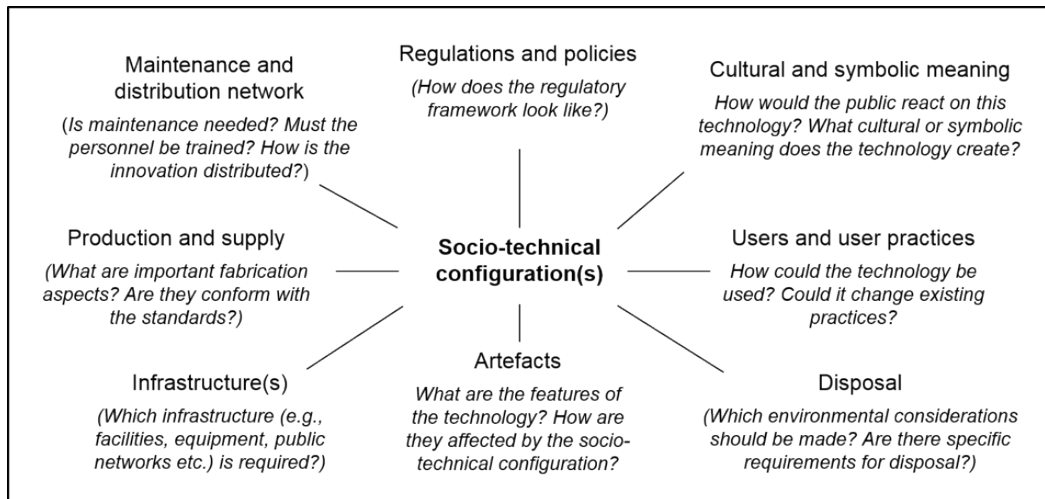 Maintenance and
distribution network
(Is maintenance needed? Must the
personnel be trained? How is the
innovation distributed?)
Regulations and policies
(How does the regulatory
framework look like?)
Cultural and symbolic meaning
How would the public react on this
technology? What cultural or symbolic
meaning does the technology create?
Production and supply
(What are important fabrication
aspects? Are they conform with
the standards?)
Socio-technical
configuration(s)
Users and user practices
How could the technology be
used? Could it change existing
practices?
Infrastructure(s)
(Which infrastructure (e.g.,
facilities, equipment, public
networks etc.) is required?)
Artefacts
What are the features of
the technology? How are
they affected by the socio-
technical configuration?
Disposal
(Which environmental considerations
should be made? Are there specific
requirements for disposal?)